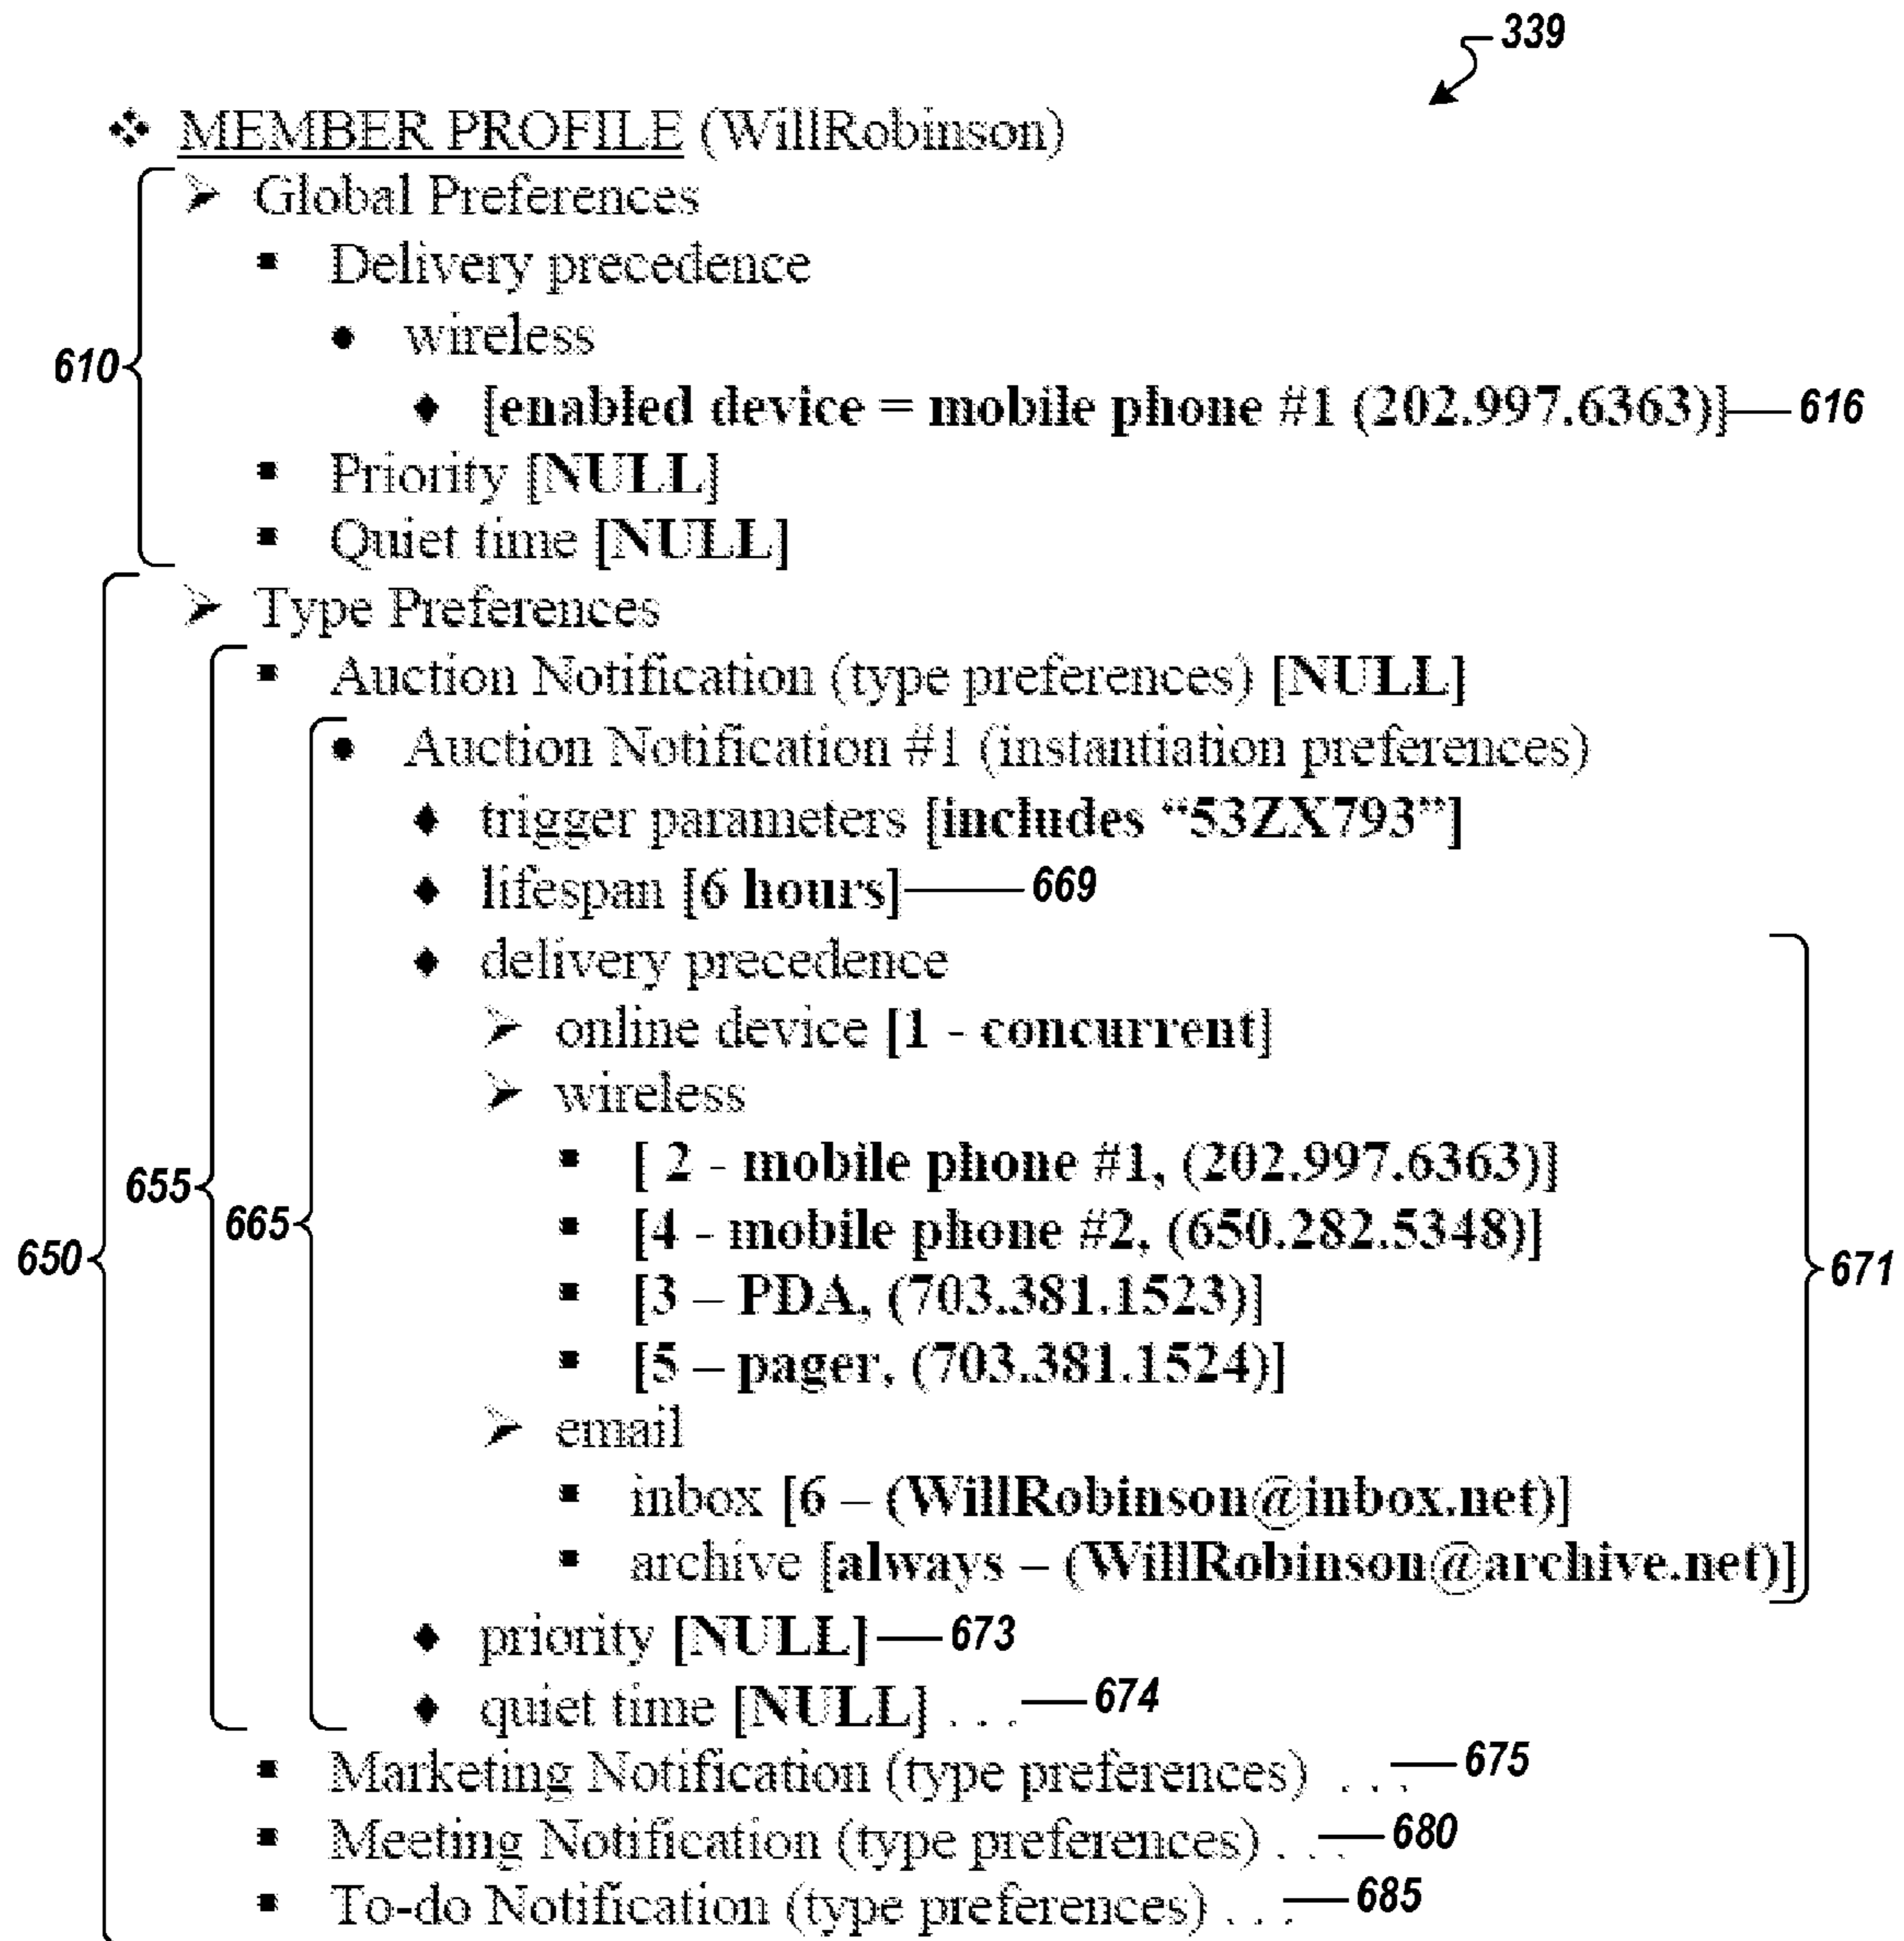 339
❖ MEMBER PROFILE (WillRobinson)
➢ Global Preferences
▪ Delivery precedence
• wireless
610
♦ [enabled device = mobile phone #1 (202.997.6363)] 616
▪ Priority [NULL]
▪ Quiet time [NULL]
➢ Type Preferences
▪ Auction Notification (type preferences) [NULL]
• Auction Notification #1 (instantiation preferences)
♦ trigger parameters [includes “53ZX793”]
♦ lifespan [6 hours] 669
♦ delivery precedence
➢ online device [1 - concurrent]
➢ wireless
▪ [ 2 - mobile phone #1, (202.997.6363)]
655
▪ [4 - mobile phone #2, (650.282.5348)]
665
650
671
▪ [3 – PDA, (703.381.1523)]
▪ [5 – pager, (703.381.1524)]
➢ email
▪ inbox [6 – (WillRobinson@inbox.net)]
▪ archive [always – (WillRobinson@archive.net)]
♦ priority [NULL] 673
♦ quiet time [NULL] . . . 674
▪ Marketing Notification (type preferences) . . . 675
▪ Meeting Notification (type preferences) . . . 680
▪ To-do Notification (type preferences) . . . 685